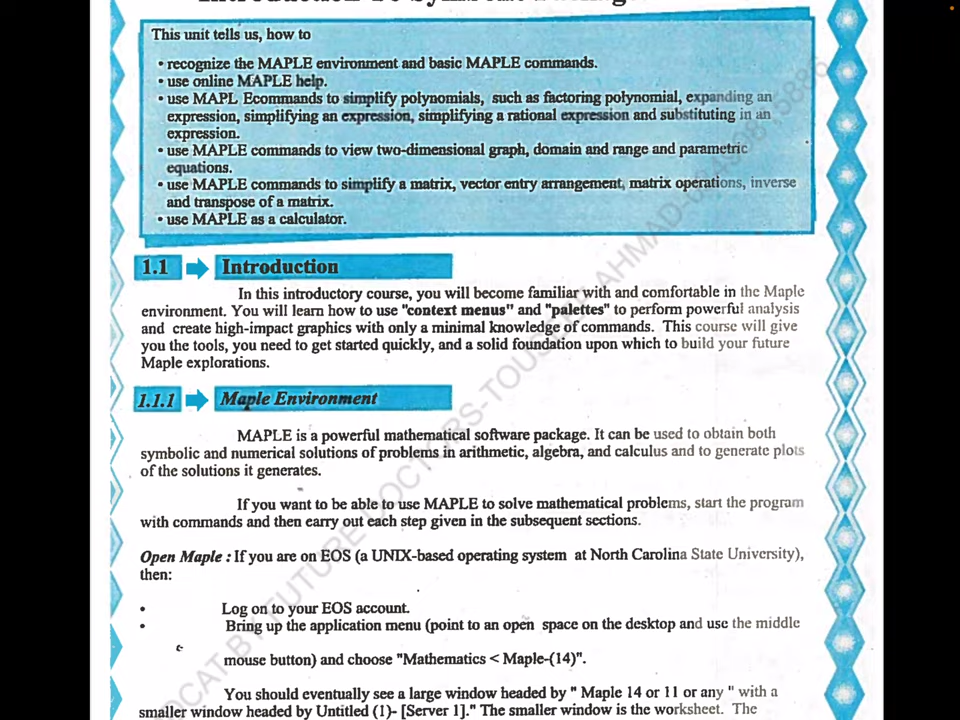 This unit tells us, how to
• recognize the MAPLE environment and basic MAPLE commands.
• use online MAPLE help.
• use MAPL Ecommands to simplify polynomials, such as factoring polynomial, expanding an
expression, simplifying an expression, simplifying a rational expression and substituting in an
expression.
• use MAPLE commands to view two-dimensional graph, domain and range and parametric
equations.
• use MAPLE commands to simplify a matrix, vector entry arrangement, matrix operations, inverse
and transpose of a matrix.
• use MAPLE as a calculator.
1.1 Introduction
In this introductory course, you will become familiar with and comfortable in the Maple
environment. You will learn how to use "context menus" and "palettes" to perform powerful analysis
and create high-impact graphics with only a minimal knowledge of commands. This course will give
you the tools, you need to get started quickly, and a solid foundation upon which to build your future
Maple explorations.
1.1.1 Maple Environment
MAPLE is a powerful mathematical software package. It can be used to obtain both
symbolic and numerical solutions of problems in arithmetic, algebra, and calculus and to generate plots
of the solutions it generates.
If you want to be able to use MAPLE to solve mathematical problems, start the program
with commands and then earry out each step given in the subsequent sections.
Open Maple : If you are on EOS (a UNIX-based operating system at North Carolina State University),
then:
• Log on to your EOS account.
• Bring up the application menu (point to an open space on the desktop and use the middle
mouse button) and choose "Mathematics < Maple-(14)".
You should eventually see a large window headed by " Maple 14 or 11 or any " with a
smaller window headed by Untitled (1)- [Server 1]." The smaller window is the worksheet. The